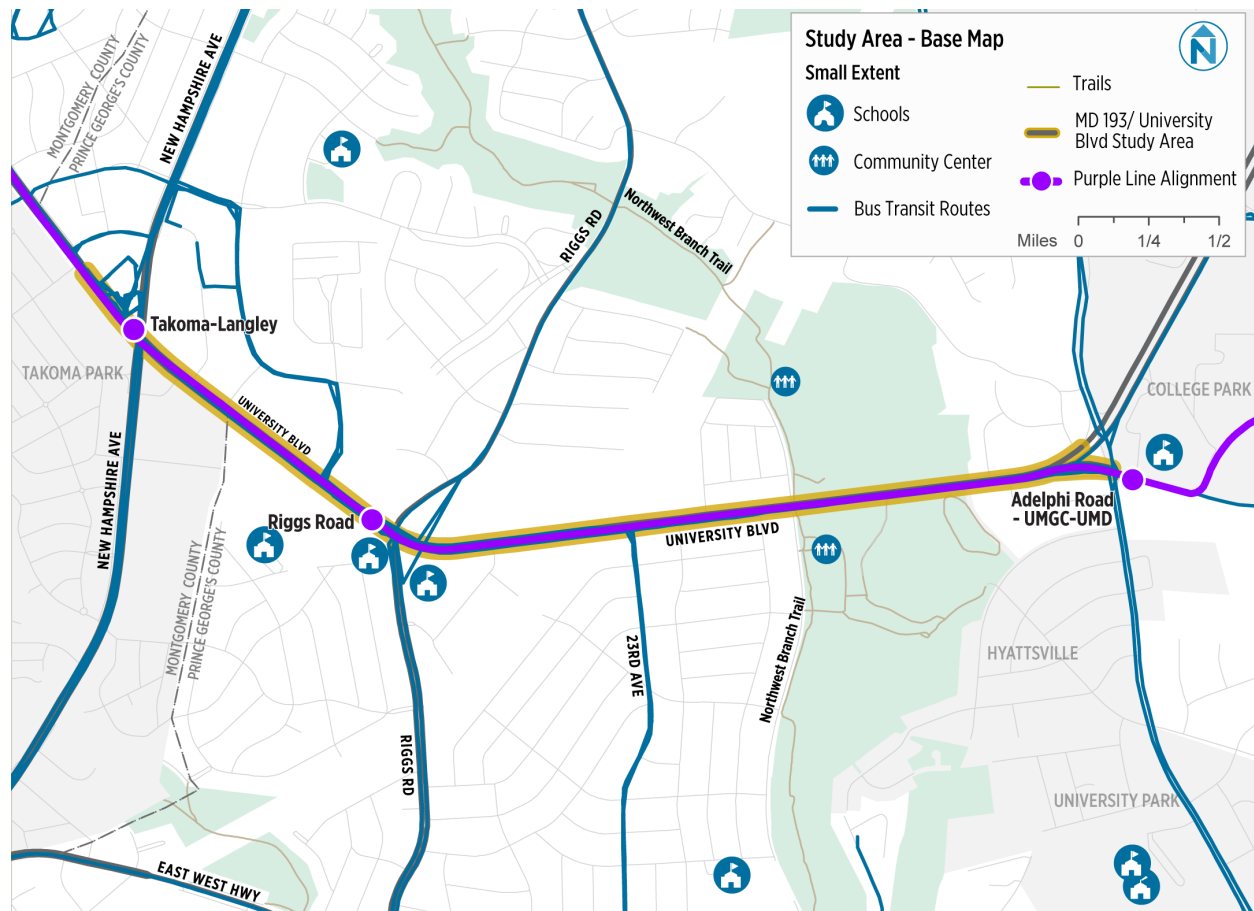 Study Area - Base Map
N
Small Extent
Schools
Community Center
Bus Transit Routes
Trails
MD 193/ University
Blvd Study Area
Purple Line Alignment
Miles 0 1/4 1/2
MONTGOMERY COUNTY
PRINCE GEORGE'S COUNTY
NEW HAMPSHIRE AVE
RIGGS RD
Northwest Branch Trail
Takoma-Langley
TAKOMA PARK
UNIVERSITY BLVD
COLLEGE PARK
NEW HAMPSHIRE AVE
Riggs Road
UNIVERSITY BLVD
Adelphi Road
- UMGC-UMD
MONTGOMERY COUNTY
PRINCE GEORGE'S COUNTY
23RD AVE
Northwest Branch Trail
HYATTSVILLE
RIGGS RD
UNIVERSITY PARK
EAST WEST HWY